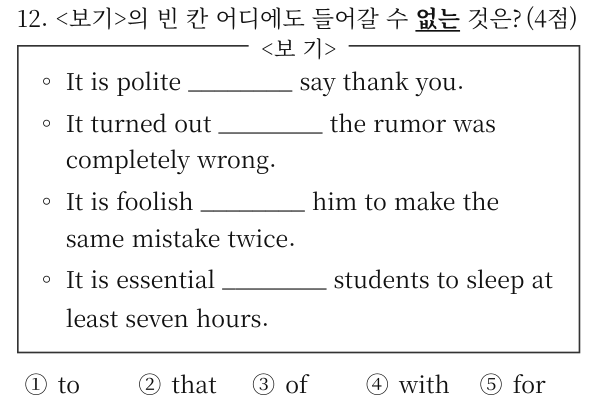 12. <보기>의 빈 칸 어디에도 들어갈 수 없는 것은? (4점)
<보 기>
◦ It is polite ________ say thank you.
◦ It turned out ________ the rumor was
completely wrong.
◦ It is foolish ________ him to make the
same mistake twice.
◦ It is essential ________ students to sleep at
least seven hours.
① to ② that ③ of ④ with ⑤ for